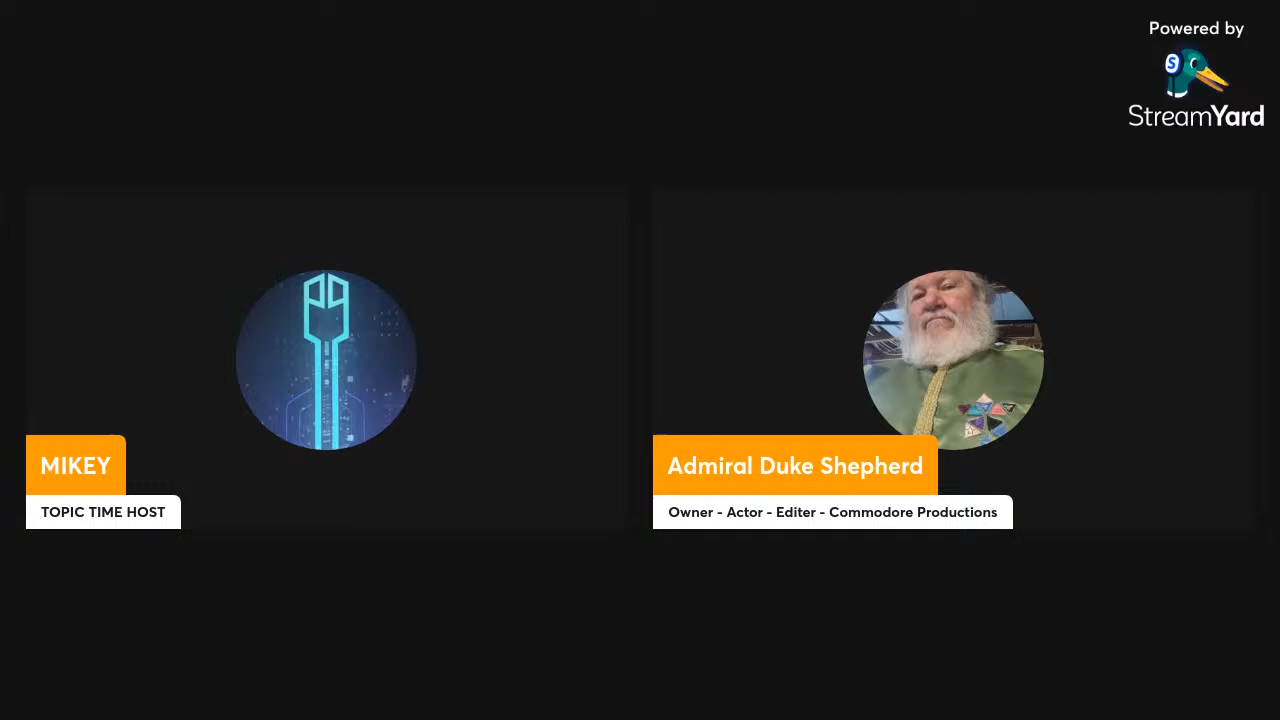 Powered by
S
StreamYard
MIKEY
TOPIC TIME HOST
Admiral Duke Shepherd
Owner - Actor - Editer - Commodore Productions